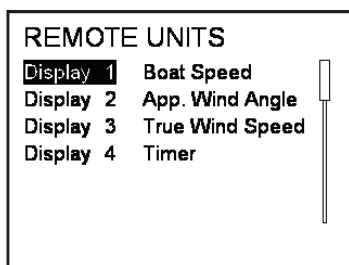 REMOTE UNITS
Display 1 Boat Speed
Display 2 App. Wind Angle
Display 3 True Wind Speed
Display 4 Timer